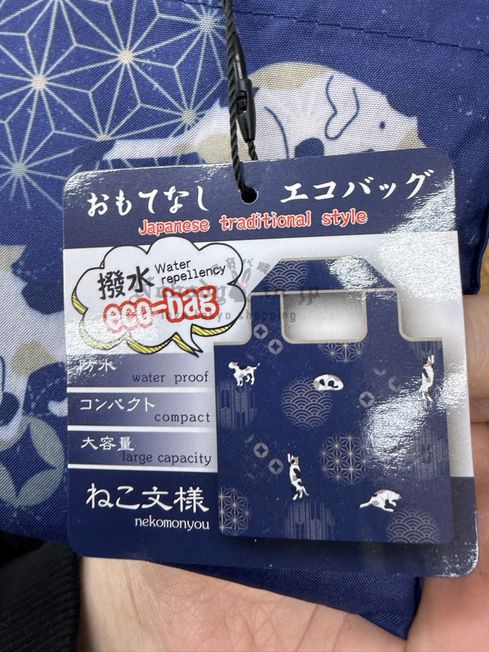 おもてなし エコバッグ
Japanese traditional style
撥水 Water repellency
eco-bag
防水
water proof
コンパクト
compact
大容量
large capacity
ねこ文様
nekomonyou